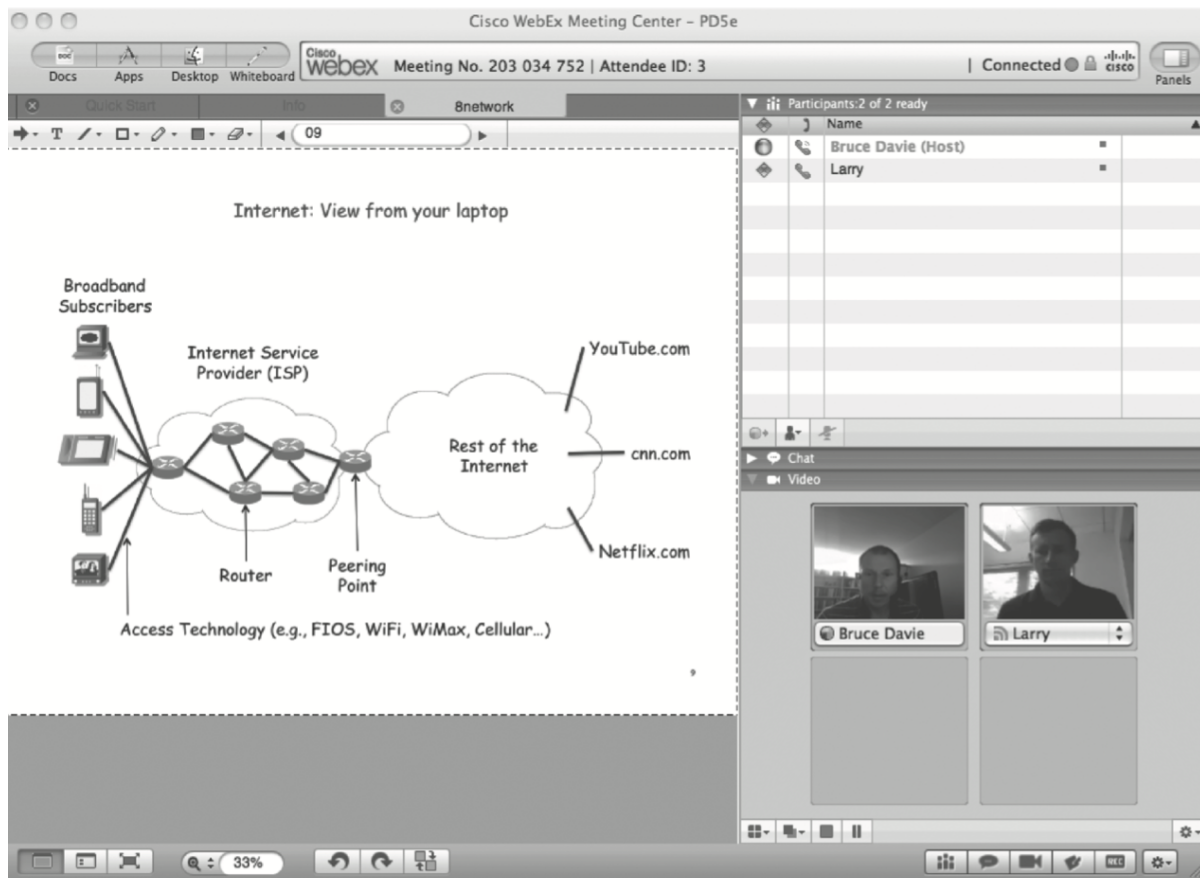 Cisco WebEx Meeting Center - PD5e
Docs
Apps
Desktop
Whiteboard
Cisco
webex
Meeting No. 203 034 752 | Attendee ID: 3
| Connected
cisco
Panels
Quick Start
Info
8network
T
09
Internet: View from your laptop
Broadband
Subscribers
Internet Service
Provider (ISP)
YouTube.com
Rest of the
Internet
cnn.com
Netflix.com
Router
Peering
Point
Access Technology (e.g., FIOS, WiFi, WiMax, Cellular...)
9
Participants:2 of 2 ready
Name
Bruce Davie (Host)
Larry
Chat
Video
Bruce Davie
Larry
33%
REC